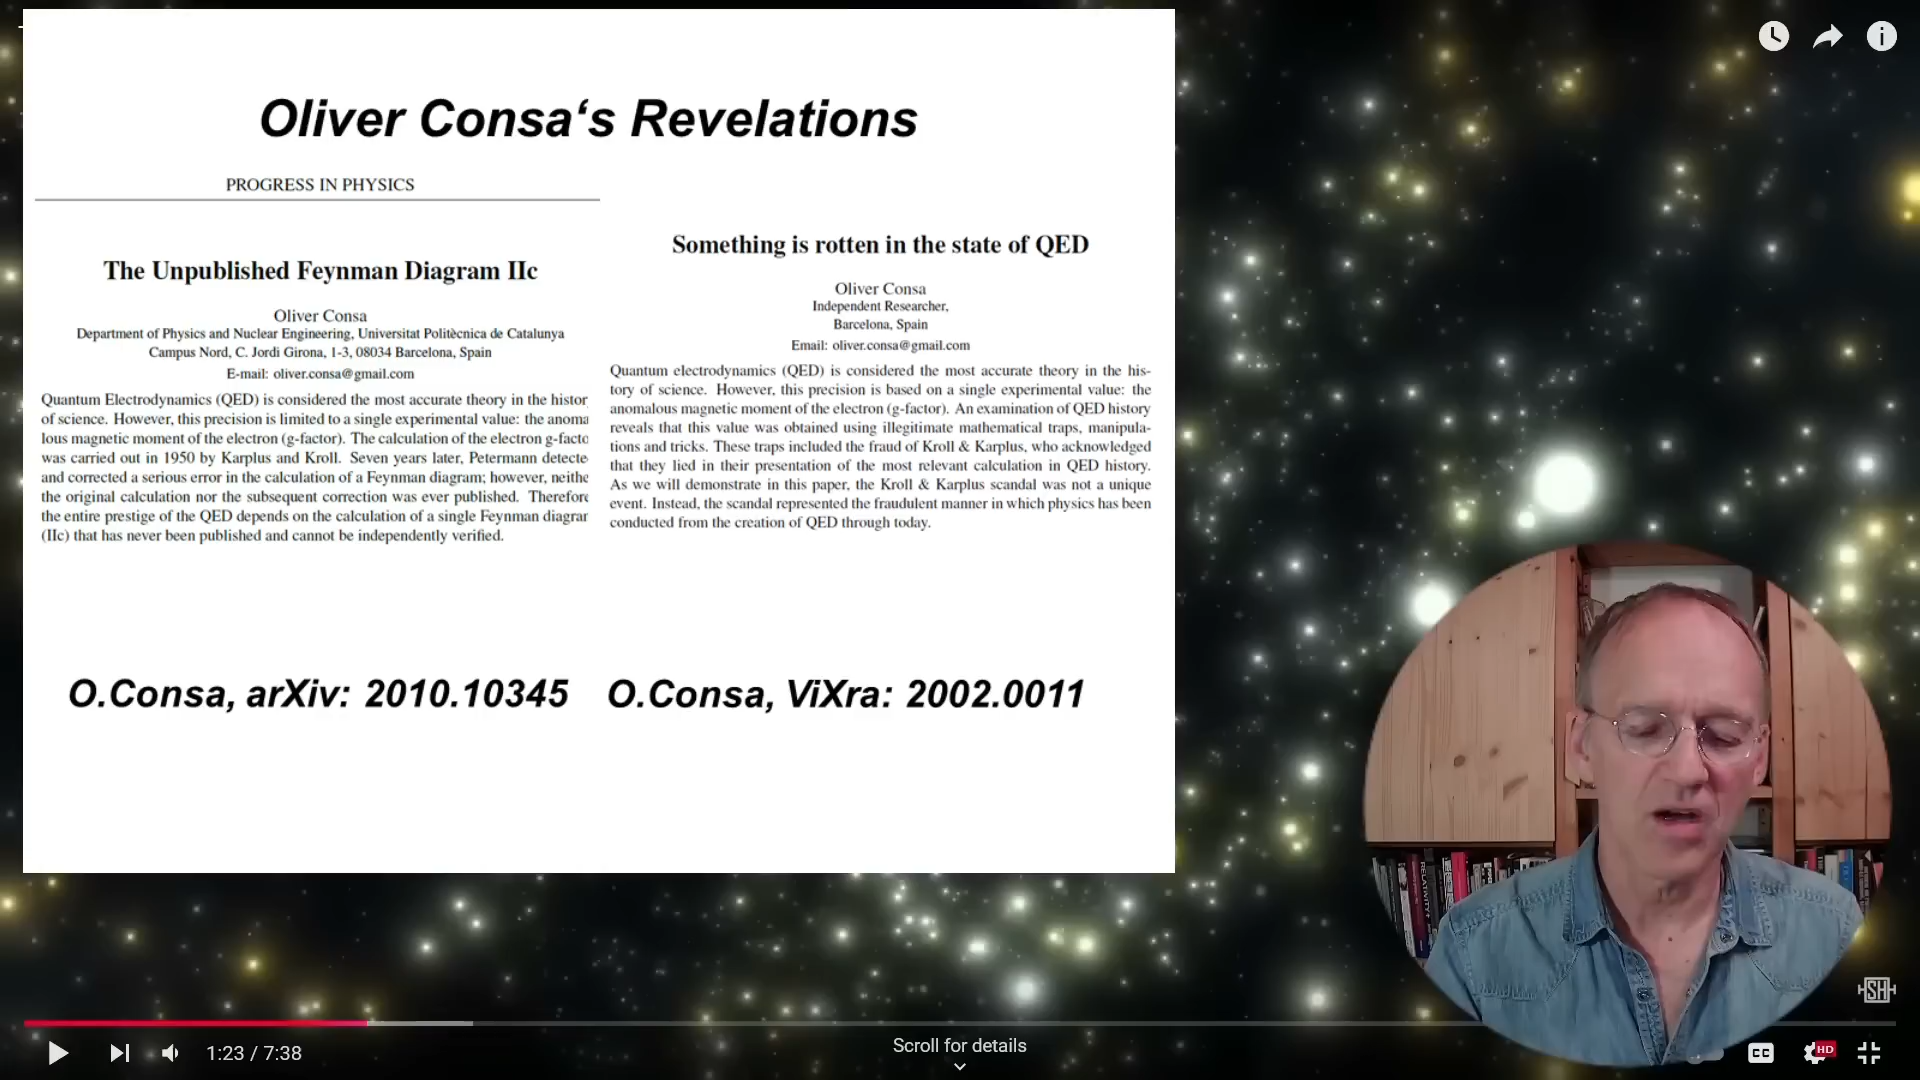 Oliver Consa‘s Revelations
PROGRESS IN PHYSICS
The Unpublished Feynman Diagram IIc
Oliver Consa
Department of Physics and Nuclear Engineering, Universitat Politècnica de Catalunya
Campus Nord, C. Jordi Girona, 1-3, 08034 Barcelona, Spain
E-mail: oliver.consa@gmail.com
Quantum Electrodynamics (QED) is considered the most accurate theory in the histor
of science. However, this precision is limited to a single experimental value: the anoma
lous magnetic moment of the electron (g-factor). The calculation of the electron g-facto
was carried out in 1950 by Karplus and Kroll. Seven years later, Petermann detecte
and corrected a serious error in the calculation of a Feynman diagram; however, neithe
the original calculation nor the subsequent correction was ever published. Therefore
the entire prestige of the QED depends on the calculation of a single Feynman diagrar
(IIc) that has never been published and cannot be independently verified.
Something is rotten in the state of QED
Oliver Consa
Independent Researcher,
Barcelona, Spain
Email: oliver.consa@gmail.com
Quantum electrodynamics (QED) is considered the most accurate theory in the his-
tory of science. However, this precision is based on a single experimental value: the
anomalous magnetic moment of the electron (g-factor). An examination of QED history
reveals that this value was obtained using illegitimate mathematical traps, manipula-
tions and tricks. These traps included the fraud of Kroll & Karplus, who acknowledged
that they lied in their presentation of the most relevant calculation in QED history.
As we will demonstrate in this paper, the Kroll & Karplus scandal was not a unique
event. Instead, the scandal represented the fraudulent manner in which physics has been
conducted from the creation of QED through today.
O.Consa, arXiv: 2010.10345
O.Consa, ViXra: 2002.0011
RELATIVITY
SH
1:23 / 7:38
Scroll for details
CC
HD